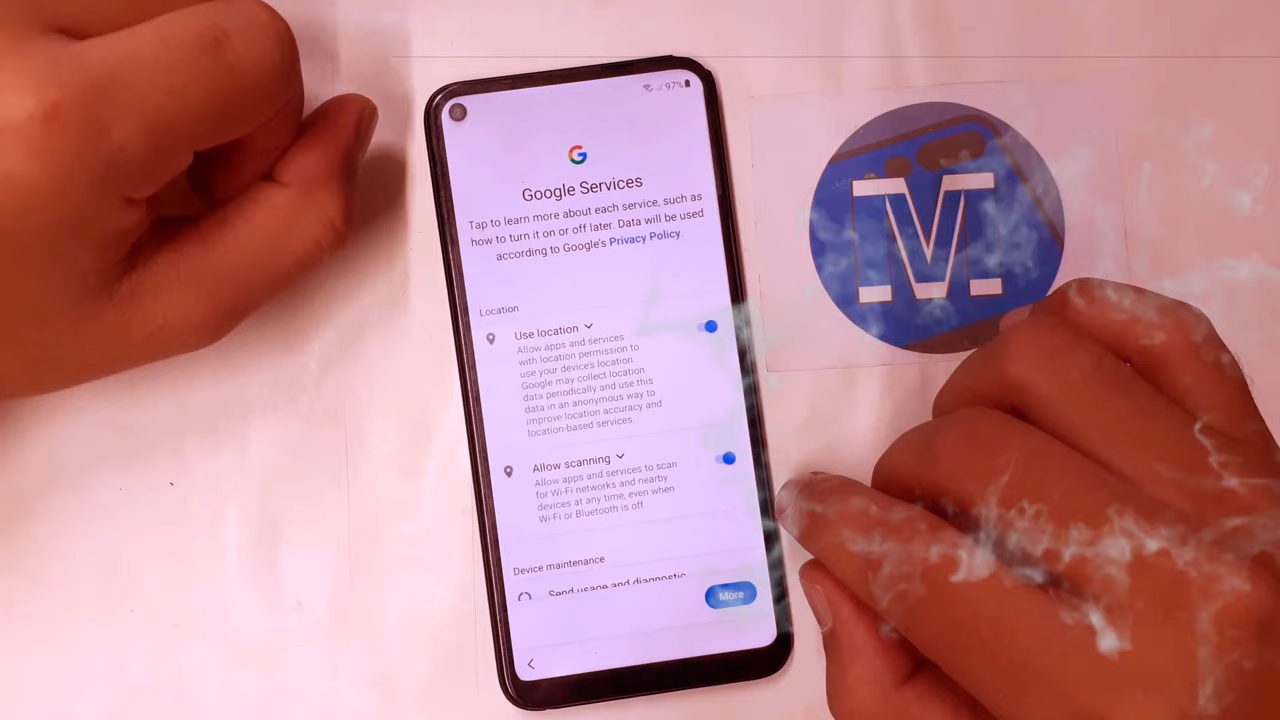 97%
Google Services
Tap to learn more about each service, such as
how to turn it on or off later. Data will be used
according to Google's Privacy Policy.
Location
Use location
Allow apps and services
with location permission to
use your device's location.
Google may collect location
data periodically and use this
data in an anonymous way to
improve location accuracy and
location-based services.
Allow scanning
Allow apps and services to scan
for Wi-Fi networks and nearby
devices at any time, even when
Wi-Fi or Bluetooth is off.
Device maintenance
Send usage and diagnostic
More
M